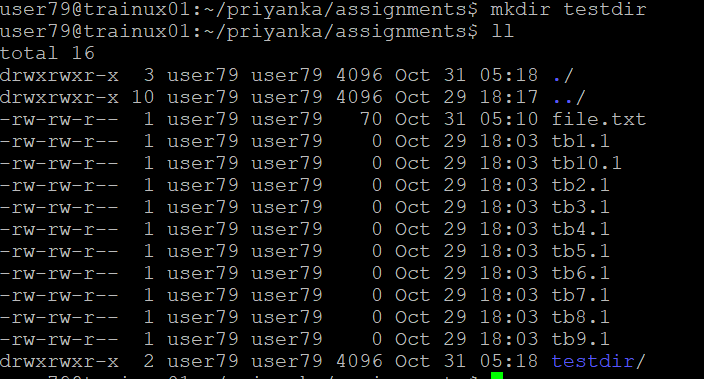 user79@trainux01:~/priyanka/assignments$ mkdir testdir
user79@trainux01:~/priyanka/assignments$ ll
total 16
drwxrwxr-x  3 user79 user79 4096 Oct 31 05:18 ./
drwxrwxr-x 10 user79 user79 4096 Oct 29 18:17 ../
-rw-rw-r--  1 user79 user79   70 Oct 31 05:10 file.txt
-rw-rw-r--  1 user79 user79    0 Oct 29 18:03 tb1.1
-rw-rw-r--  1 user79 user79    0 Oct 29 18:03 tb10.1
-rw-rw-r--  1 user79 user79    0 Oct 29 18:03 tb2.1
-rw-rw-r--  1 user79 user79    0 Oct 29 18:03 tb3.1
-rw-rw-r--  1 user79 user79    0 Oct 29 18:03 tb4.1
-rw-rw-r--  1 user79 user79    0 Oct 29 18:03 tb5.1
-rw-rw-r--  1 user79 user79    0 Oct 29 18:03 tb6.1
-rw-rw-r--  1 user79 user79    0 Oct 29 18:03 tb7.1
-rw-rw-r--  1 user79 user79    0 Oct 29 18:03 tb8.1
-rw-rw-r--  1 user79 user79    0 Oct 29 18:03 tb9.1
drwxrwxr-x  2 user79 user79 4096 Oct 31 05:18 testdir/
user79@trainux01:~/priyanka/assignments$